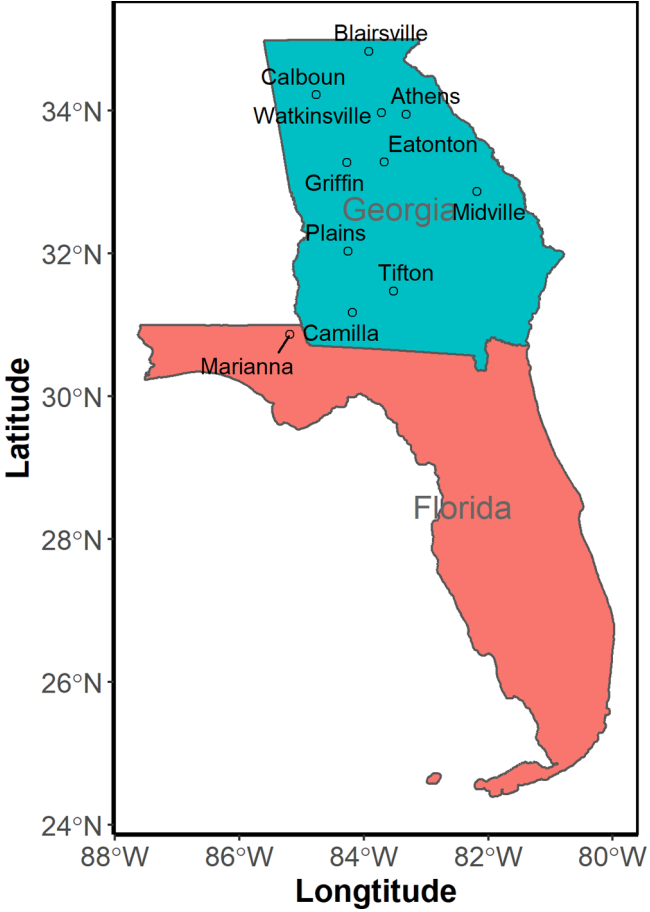 Blairsville
Calboun
Athens
Watkinsville
Eatonton
Griffin
Georgia
Midville
Plains
Tifton
Camilla
Marianna
Florida
34°N
32°N
30°N
28°N
26°N
24°N
Latitude
88°W 86°W 84°W 82°W 80°W
Longtitude